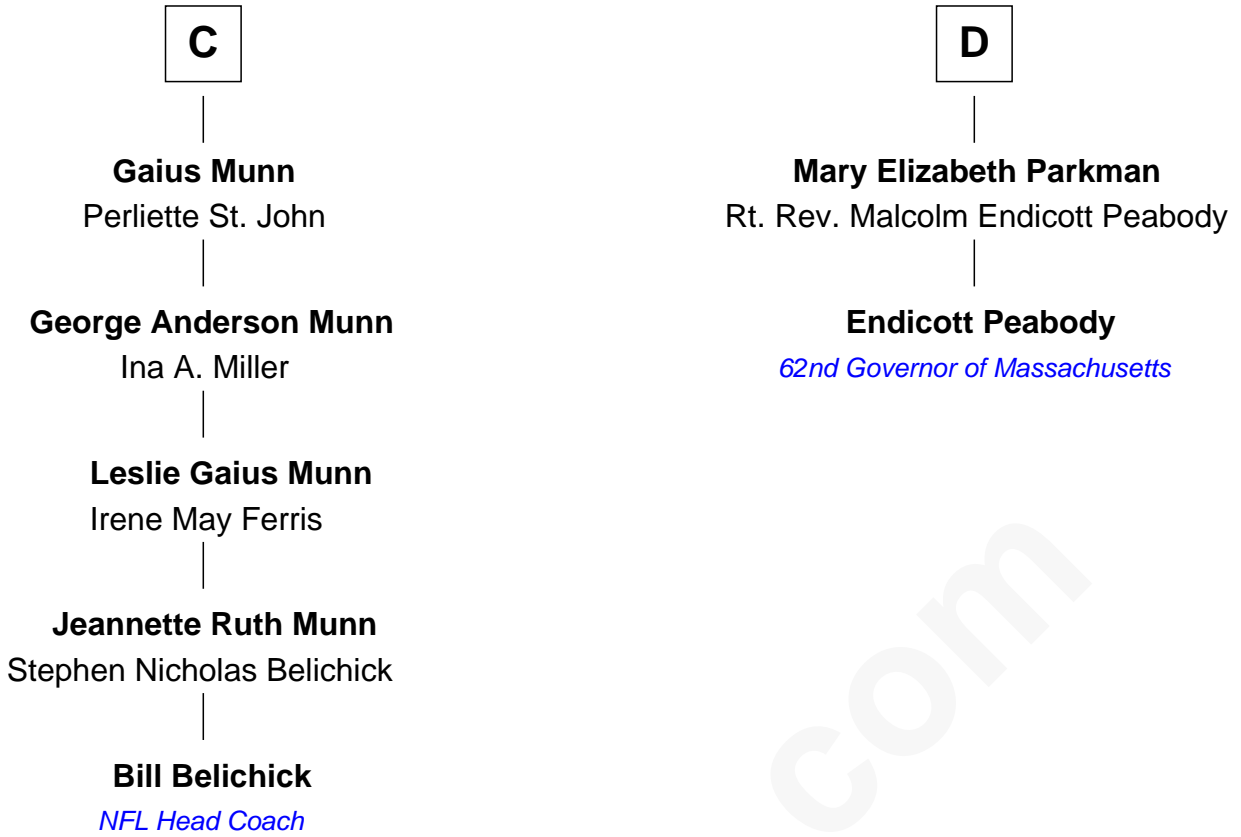 C
Gaius Munn
Perliette St. John
George Anderson Munn
Ina A. Miller
Leslie Gaius Munn
Irene May Ferris
Jeannette Ruth Munn
Stephen Nicholas Belichick
Bill Belichick
NFL Head Coach
D
Mary Elizabeth Parkman
Rt. Rev. Malcolm Endicott Peabody
Endicott Peabody
62nd Governor of Massachusetts
com